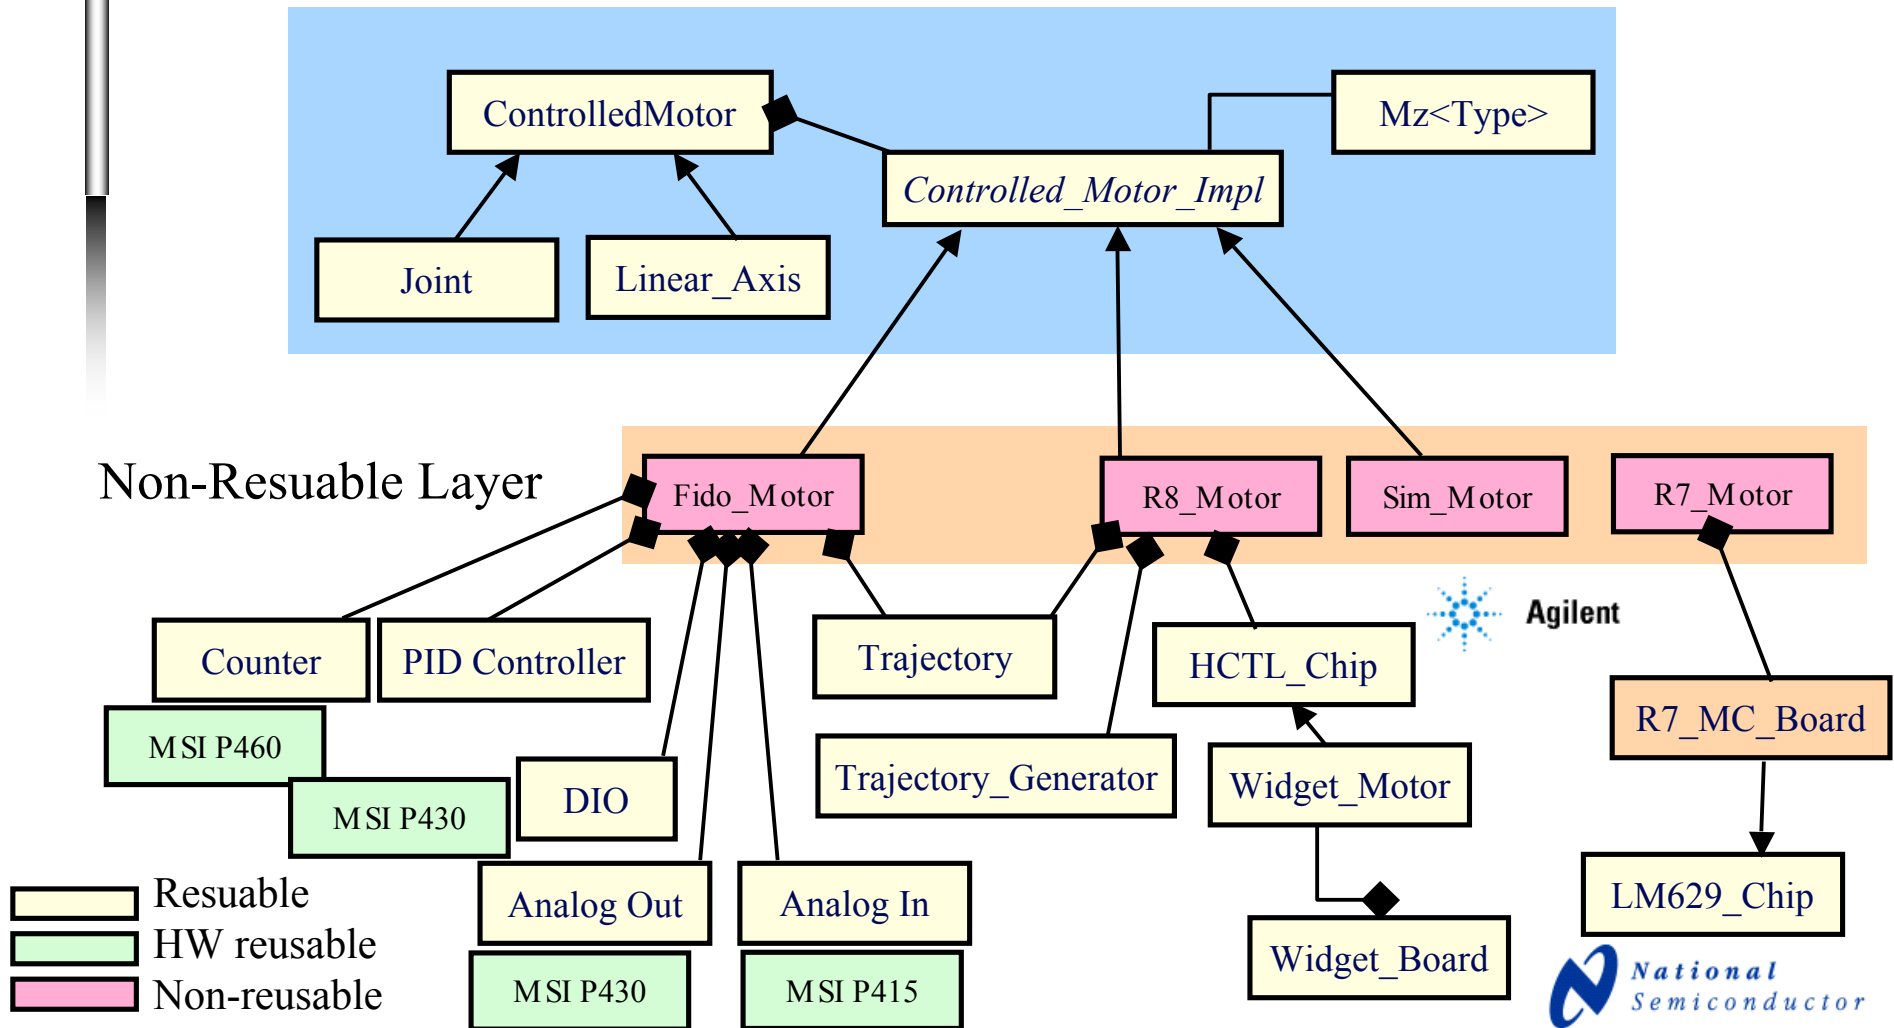 ControlledMotor
Mz<Type>
Controlled_Motor_Impl
Joint
Linear_Axis
Non-Resuable Layer
Fido_Motor
R8_Motor
Sim_Motor
R7_Motor
Agilent
Counter
PID Controller
Trajectory
HCTL_Chip
R7_MC_Board
MSI P460
MSI P430
DIO
Trajectory_Generator
Widget_Motor
Resuable
HW reusable
Non-reusable
Analog Out
Analog In
LM629_Chip
MSI P430
MSI P415
Widget_Board
National
Semiconductor